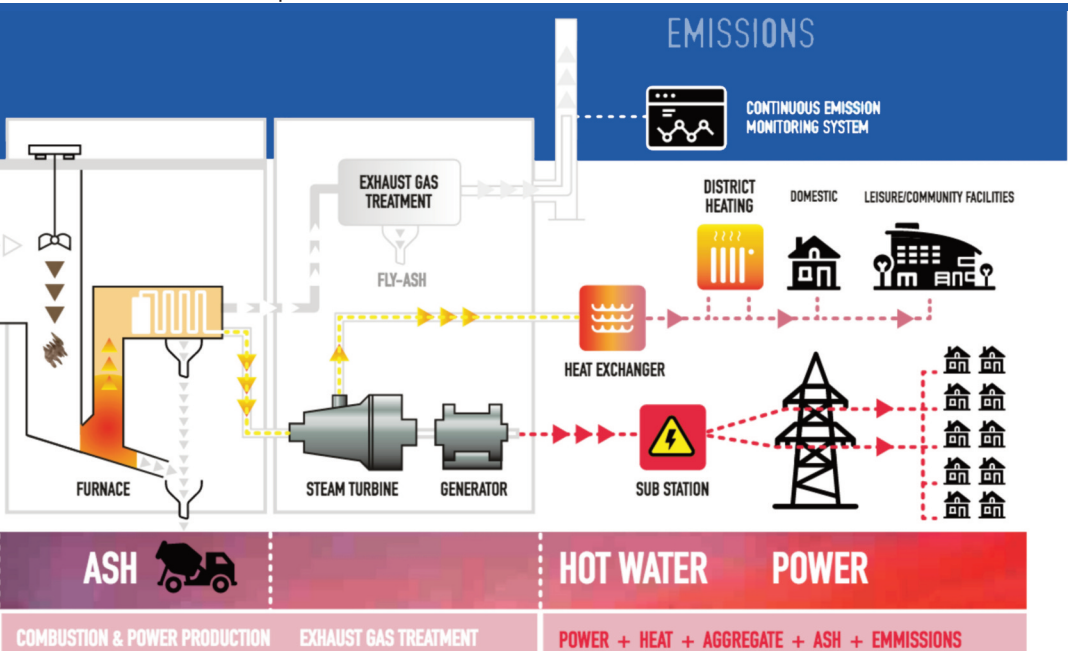 EMISSIONS
CONTINUOUS EMISSION
MONITORING SYSTEM
EXHAUST GAS
TREATMENT
DISTRICT
HEATING
DOMESTIC
LEISURE/COMMUNITY FACILITIES
FLY-ASH
HEAT EXCHANGER
FURNACE
STEAM TURBINE
GENERATOR
SUB STATION
ASH
HOT WATER
POWER
COMBUSTION & POWER PRODUCTION
EXHAUST GAS TREATMENT
POWER + HEAT + AGGREGATE + ASH + EMMISSIONS